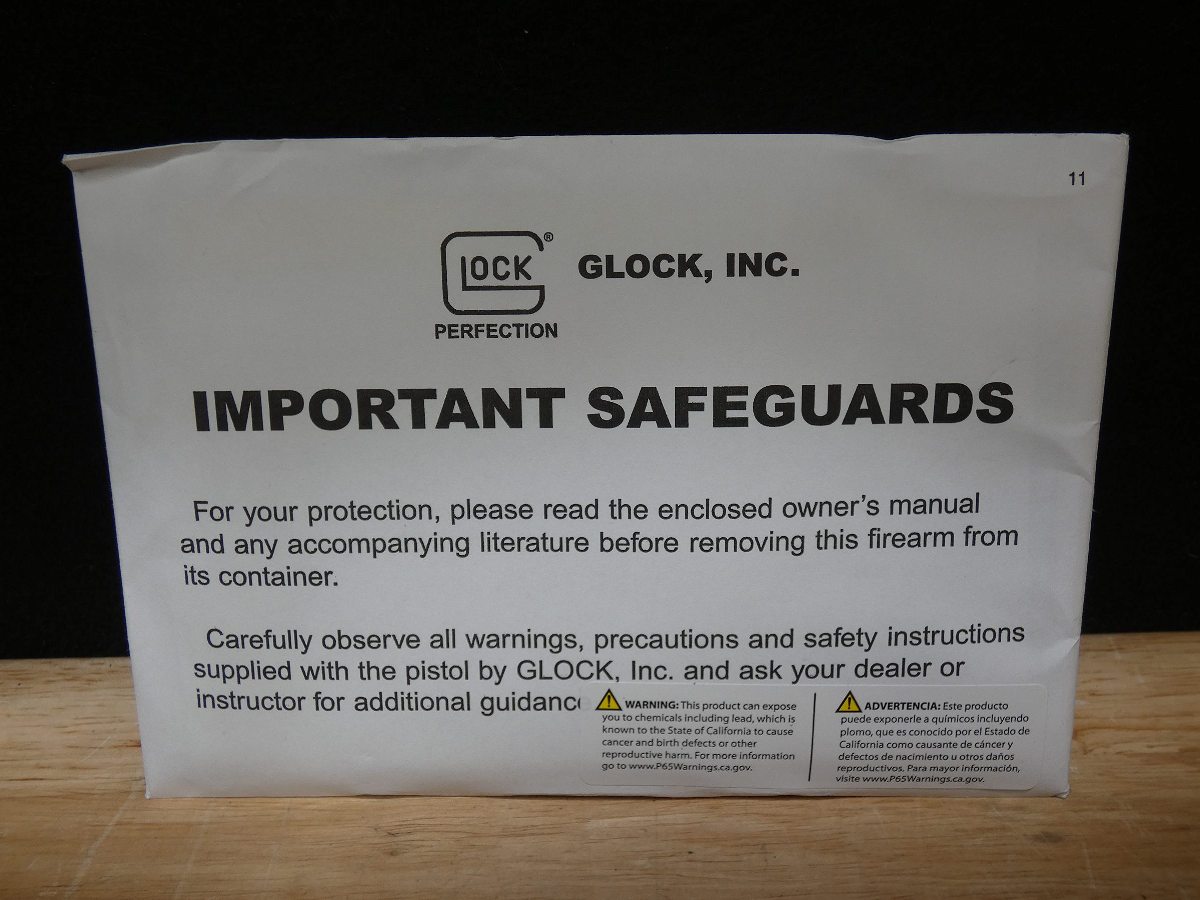 11
GLOCK®
PERFECTION
GLOCK, INC.
IMPORTANT SAFEGUARDS
For your protection, please read the enclosed owner's manual
and any accompanying literature before removing this firearm from
its container.
Carefully observe all warnings, precautions and safety instructions
supplied with the pistol by GLOCK, Inc. and ask your dealer or
instructor for additional guidanc
WARNING: This product can expose
you to chemicals including lead, which is
known to the State of California to cause
cancer and birth defects or other
reproductive harm. For more information
go to www.P65Warnings.ca.gov.
ADVERTENCIA: Este producto
puede exponerle a químicos incluyendo
plomo, que es conocido por el Estado de
California como causante de cáncer y
defectos de nacimiento u otros daños
reproductivos. Para mayor información,
visite www.P65Warnings.ca.gov.